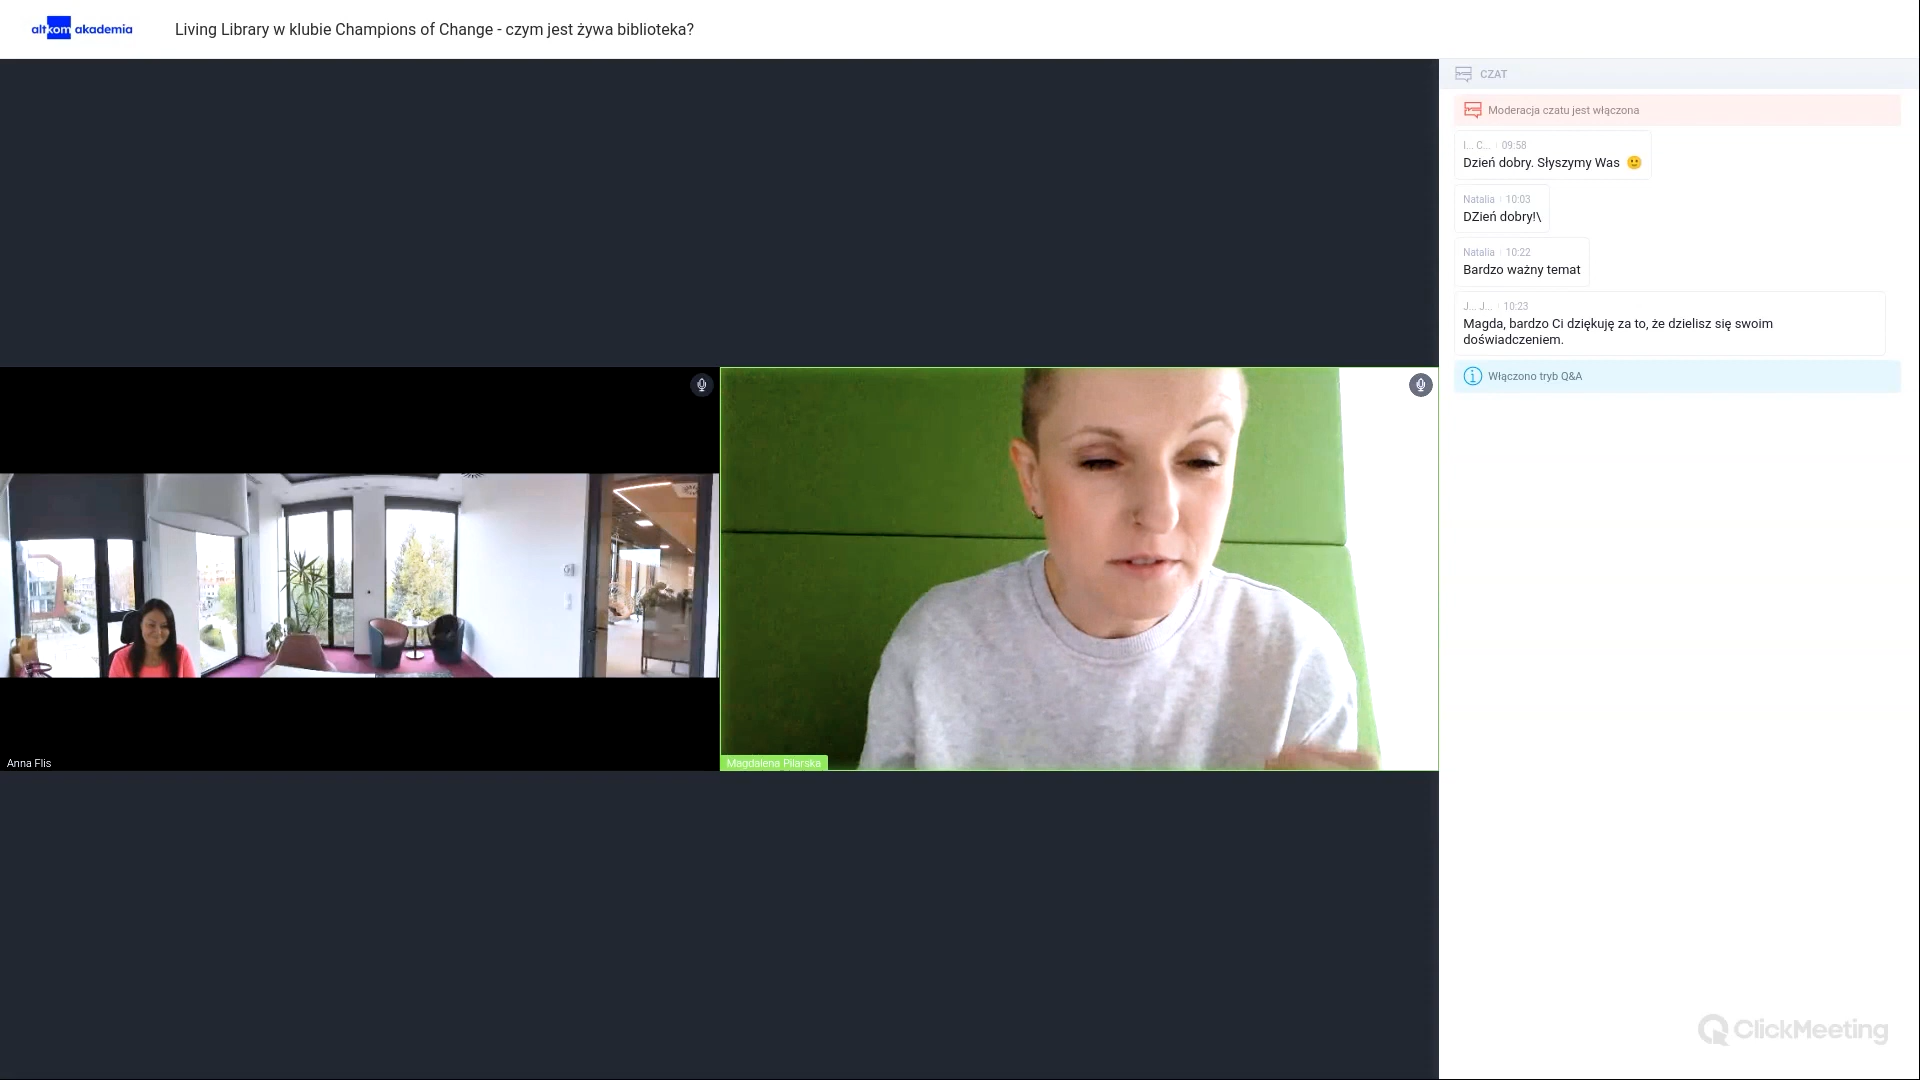 altkom akademia
Living Library w klubie Champions of Change - czym jest żywa biblioteka?
CZAT
Moderacja czatu jest włączona
I... C... 09:58
Dzień dobry. Słyszymy Was 🙂
Natalia 10:03
DZień dobry!\
Natalia 10:22
Bardzo ważny temat
J... J... 10:23
Magda, bardzo Ci dziękuję za to, że dzielisz się swoim
doświadczeniem.
Włączono tryb Q&A
Anna Flis
Magdalena Pilarska
ClickMeeting